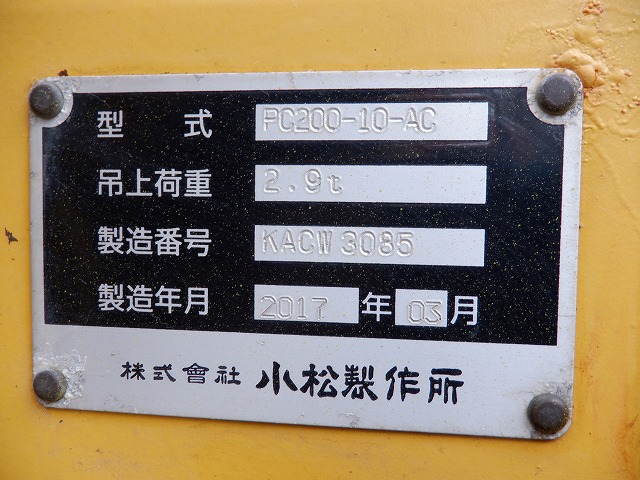 型 式 PC200-10-AC
吊上荷重 2.9t
製造番号 KACW 3085
製造年月 2017 年 03 月
株式會社 小松製作所